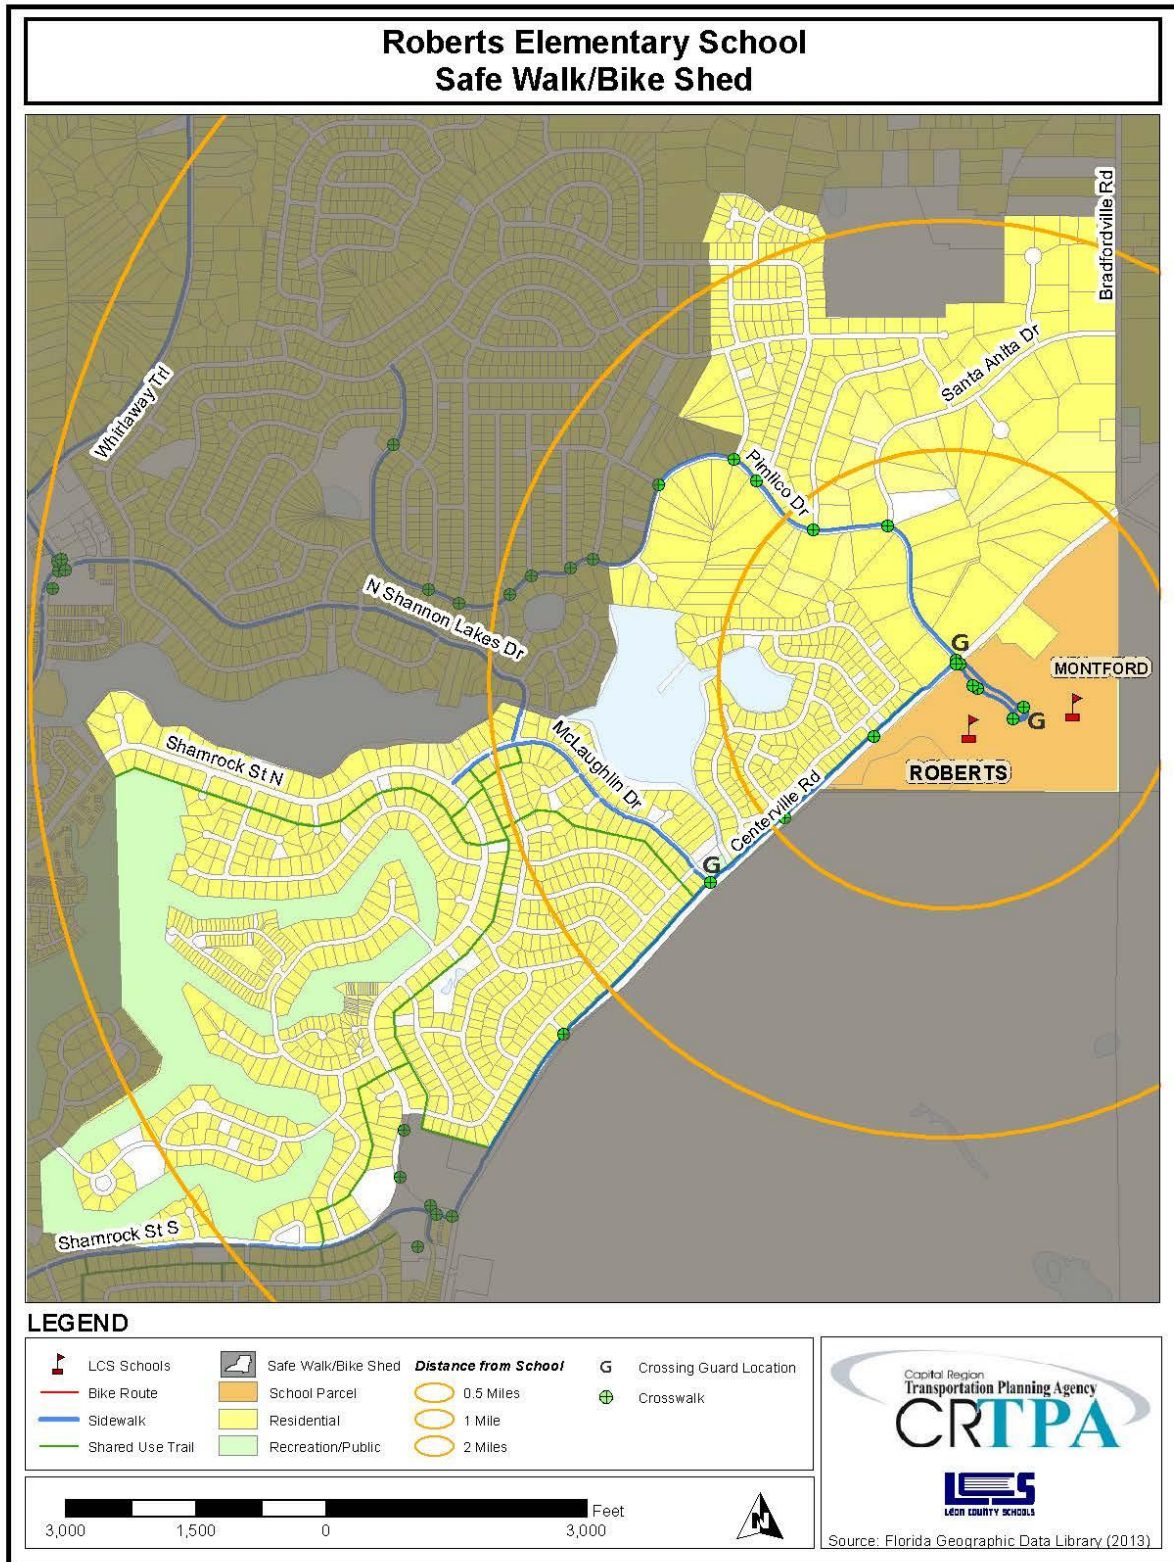 Roberts Elementary School
Safe Walk/Bike Shed
Bradfordville Rd
Whirlaway Trl
Santa Anita Dr
Pimlico Dr
N Shannon Lakes Dr
G
MONTFORD
G
ROBERTS
McLaughlin Dr
Shamrock St N
Centerville Rd
G
Shamrock St S
LEGEND
LCS Schools
Bike Route
Sidewalk
Shared Use Trail
Safe Walk/Bike Shed
School Parcel
Residential
Recreation/Public
Distance from School
0.5 Miles
1 Mile
2 Miles
G Crossing Guard Location
Crosswalk
3,000 1,500 0 3,000 Feet
N
Capital Region
Transportation Planning Agency
CRTPA
LCS
LEON COUNTY SCHOOLS
Source: Florida Geographic Data Library (2013)